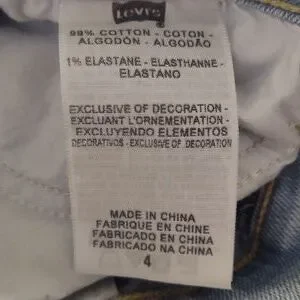 Levi's
99% COTTON - COTON -
ALGODÓN - ALGODÃO
1% ELASTANE - ELASTHANNE -
ELASTANO
EXCLUSIVE OF DECORATION -
EXCLUANT L'ORNEMENTATION -
EXCLUYENDO ELEMENTOS
DECORATIVOS - EXCLUSIVE OF DECORATION
MADE IN CHINA
FABRIQUE EN CHINE
FABRICADO EN CHINA
FABRICADO NA CHINA
4